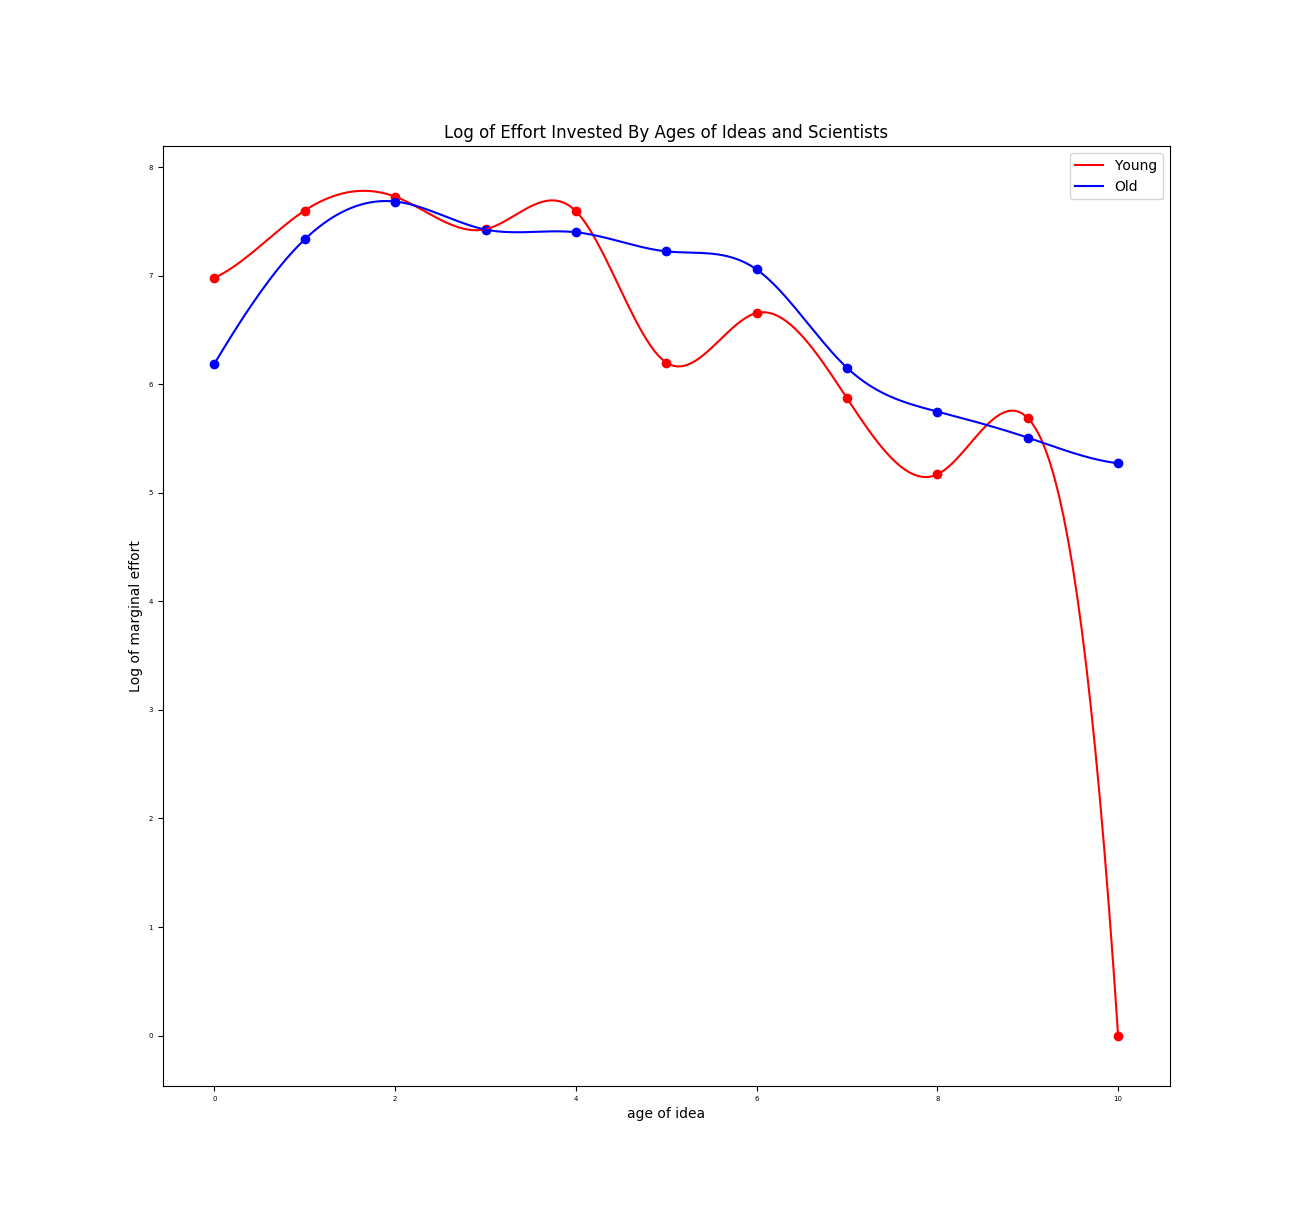 Log of Effort Invested By Ages of Ideas and Scientists
Young
Old
8
7
6
5
4
3
2
1
0
Log of marginal effort
0 2 4 6 8 10
age of idea